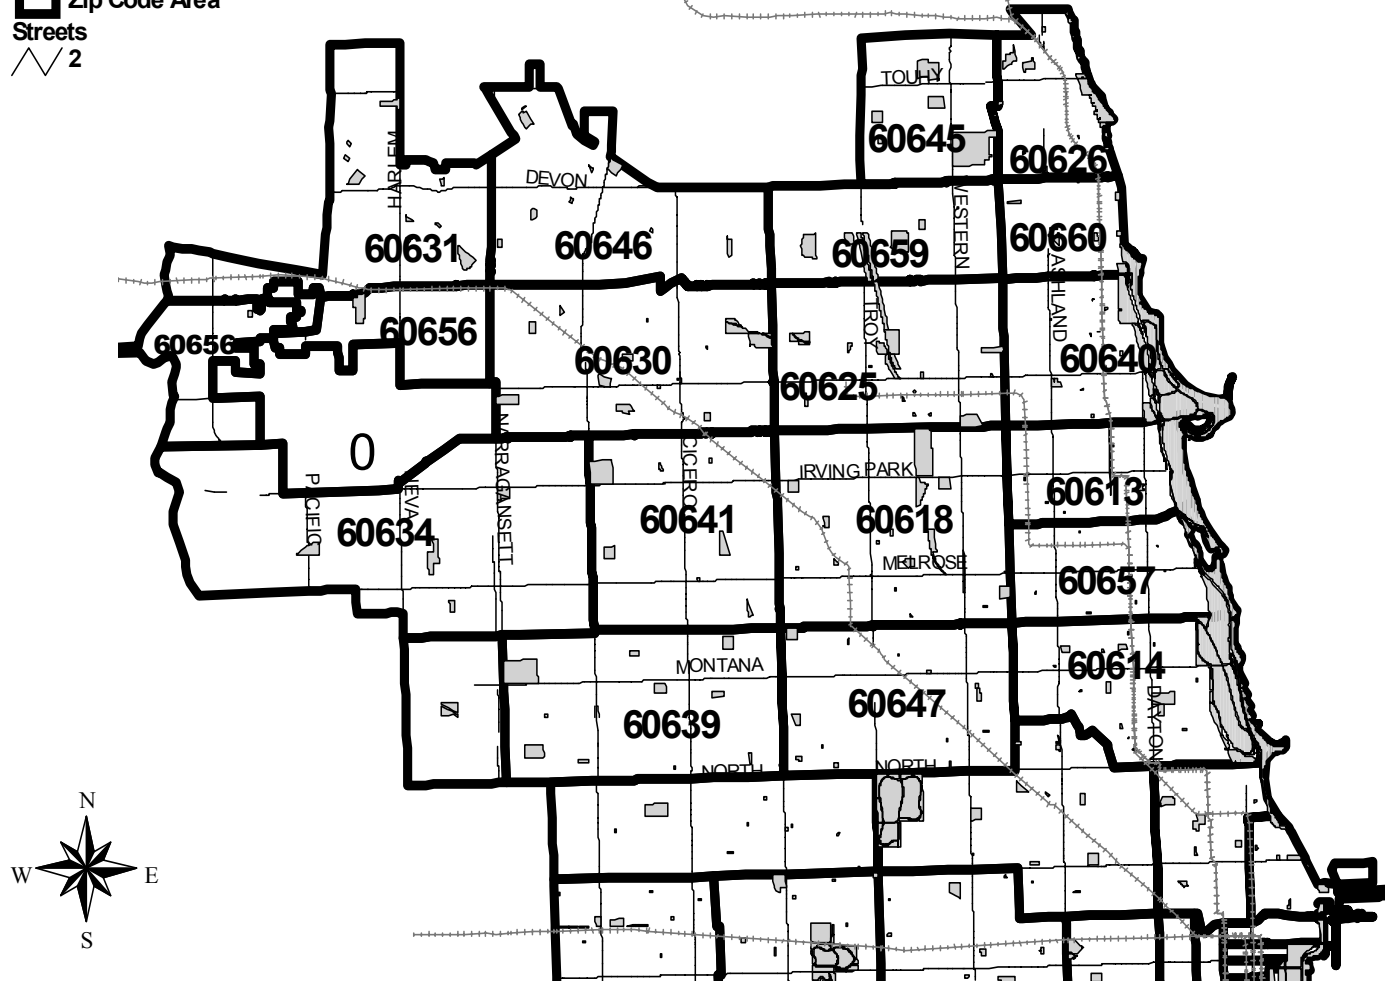 Zip Code Area
Streets
2
TOUHY
60645
60626
HARLEM
DEVON
60631
60646
60659
WESTERN
60660
ASHLAND
60656
60656
60630
TROY
60640
60625
0
NARRAGANSETT
CICERO
IRVING PARK
PACIFIC
NEVA
60634
60641
60618
60613
MELROSE
60657
MONTANA
60614
60639
60647
DAYTON
NORTH
NORTH
N
W
E
S